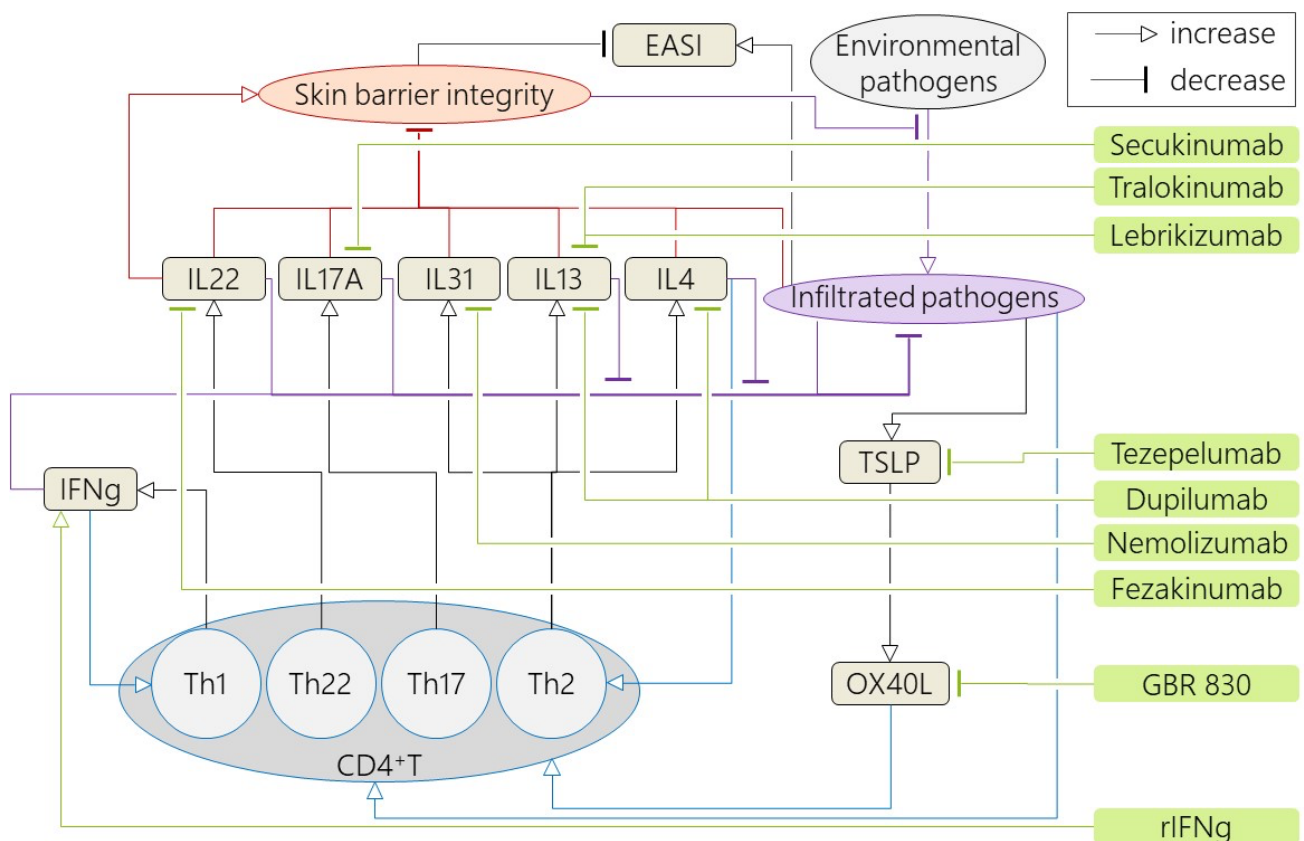 EASI
Environmental
pathogens
increase
decrease
Skin barrier integrity
Secukinumab
Tralokinumab
Lebrikizumab
IL22
IL17A
IL31
IL13
IL4
Infiltrated pathogens
TSLP
Tezepelumab
IFNg
Dupilumab
Nemolizumab
Fezakinumab
Th1
Th22
Th17
Th2
OX40L
GBR 830
CD4⁺T
rIFNg